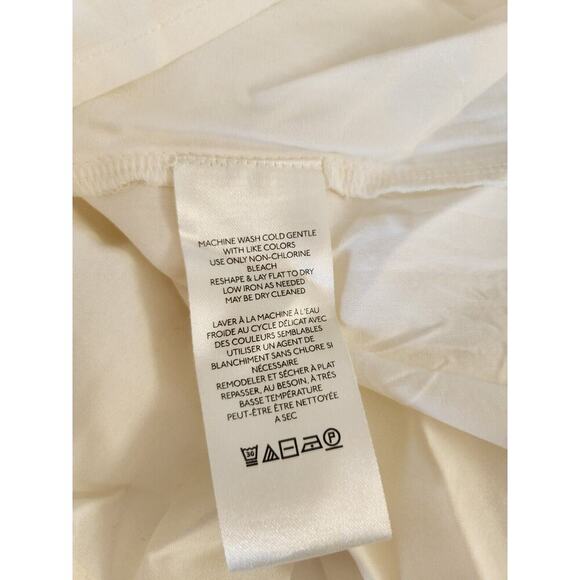 MACHINE WASH COLD GENTLE
WITH LIKE COLORS
USE ONLY NON-CHLORINE
BLEACH
RESHAPE & LAY FLAT TO DRY
LOW IRON AS NEEDED
MAY BE DRY CLEANED
LAVER À LA MACHINE À L'EAU
FROIDE AU CYCLE DÉLICAT AVEC
DES COULEURS SEMBLABLES
UTILISER UN AGENT DE
BLANCHIMENT SANS CHLORE SI
NÉCESSAIRE
REMODELER ET SÉCHER À PLAT
REPASSER, AU BESOIN, À TRÉS
BASSE TEMPÉRATURE
PEUT-ÊTRE ÊTRE NETTOYÉE
A SEC
30 P